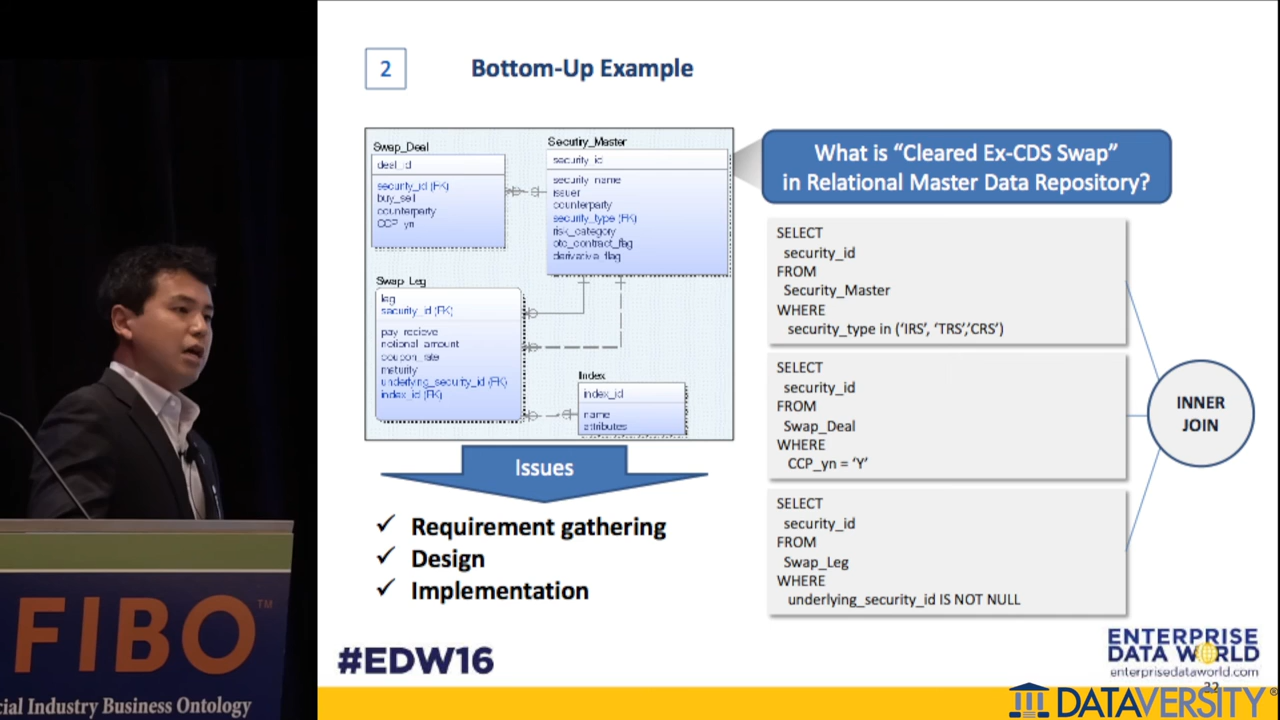 2
Bottom-Up Example
Swap_Deal
deal_id
security_id (FK)
buy_sell
counterparty
CCP_yn
Secutiry_Master
security_ic
security_name
issuer
counterparty
security_type (FK)
risk_category
otc_contract_flag
derivative_flag
Swap_Leg
leg
security_id (FK)
pay_recieve
notional_amount
coupon_rate
maturity
underlying_security_id (FK)
index_id (FK)
Index
index_id
name
attributes
What is “Cleared Ex-CDS Swap”
in Relational Master Data Repository?
SELECT
security_id
FROM
Security_Master
WHERE
security_type in (‘IRS’, ‘TRS’,’CRS’)
SELECT
security_id
FROM
Swap_Deal
WHERE
CCP_yn = ‘Y’
SELECT
security_id
FROM
Swap_Leg
WHERE
underlying_security_id IS NOT NULL
INNER
JOIN
Issues
✓ Requirement gathering
✓ Design
✓ Implementation
#EDW16
ENTERPRISE
DATA WORLD
enterprisedataworld.com
22
DATAVERSITY®
FIBO™
cial Industry Business Ontology